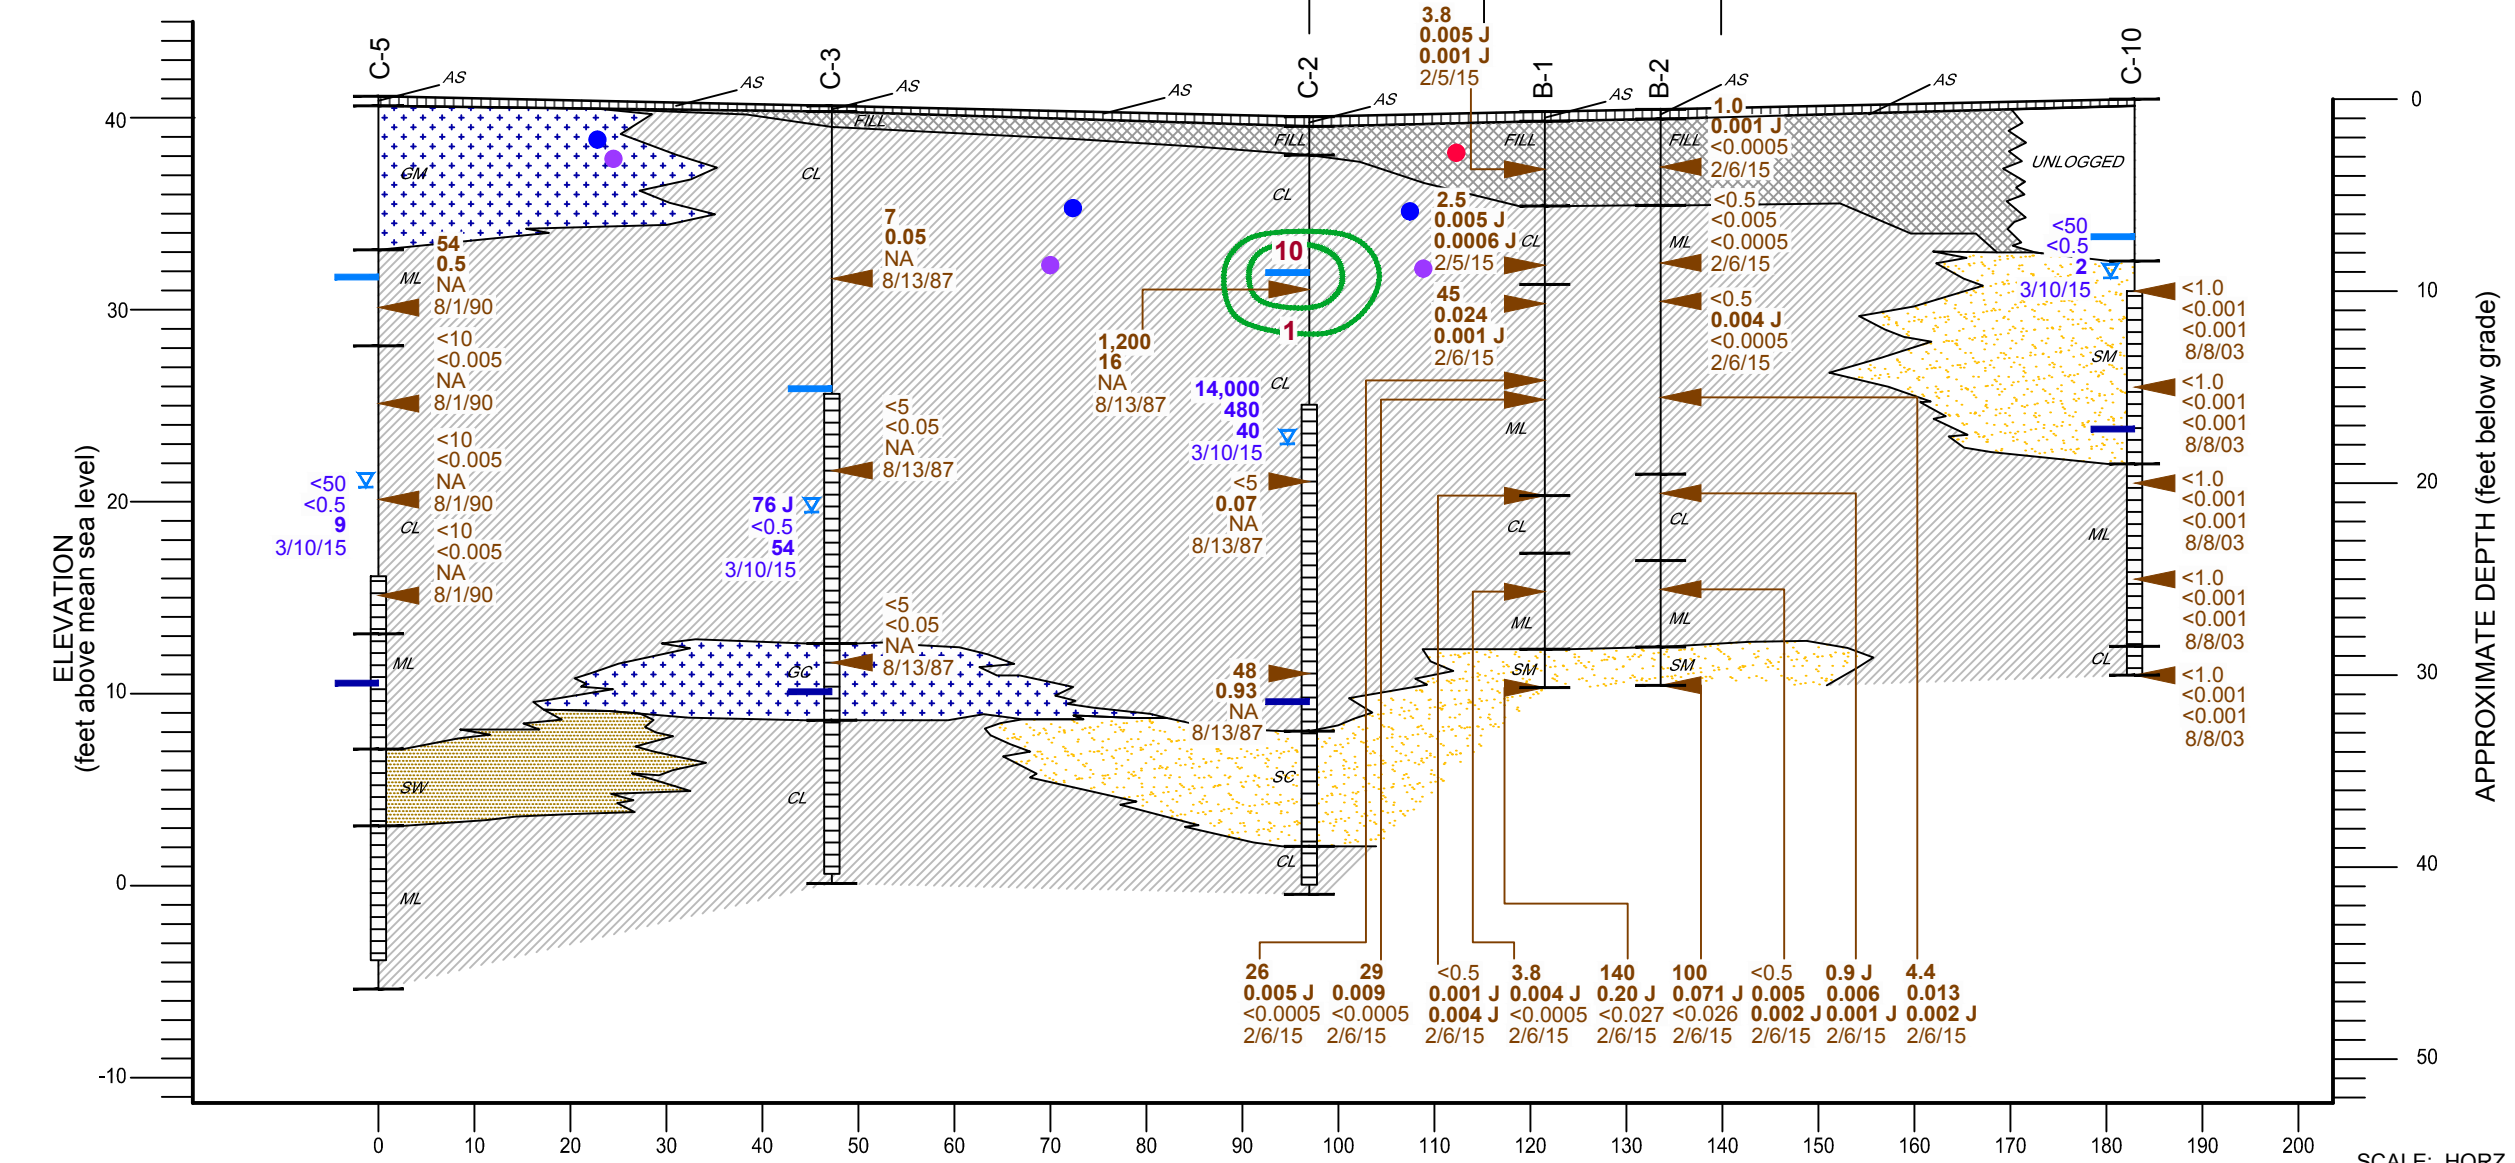 3.8
0.005 J
0.001 J
2/5/15
C-5
C-3
C-2
B-1
B-2
C-10
AS
AS
AS
AS
AS
AS
AS
AS
ELEVATION
(feet above mean sea level)
40
30
20
10
0
-10
APPROXIMATE DEPTH (feet below grade)
0
10
20
30
40
50
GM
ML
CL
ML
SW
ML
54
0.5
NA
8/1/90
<10
<0.005
NA
8/1/90
<10
<0.005
NA
8/1/90
<10
<0.005
NA
8/1/90
<50
<0.5
9
3/10/15
FILL
CL
GC
CL
7
0.05
NA
8/13/87
<5
<0.05
NA
8/13/87
<5
<0.05
NA
8/13/87
76 J
<0.5
54
3/10/15
FILL
CL
CL
SC
CL
10
1
1,200
16
NA
8/13/87
14,000
480
40
3/10/15
<5
0.07
NA
8/13/87
48
0.93
NA
8/13/87
FILL
CL
ML
CL
ML
SM
2.5
0.005 J
0.0006 J
2/5/15
45
0.024
0.001 J
2/6/15
FILL
ML
CL
ML
SM
1.0
0.001 J
<0.0005
2/6/15
<0.5
<0.005
<0.0005
2/6/15
<0.5
0.004 J
<0.0005
2/6/15
UNLOGGED
SM
ML
CL
<50
<0.5
2
3/10/15
<1.0
<0.001
<0.001
8/8/03
<1.0
<0.001
<0.001
8/8/03
<1.0
<0.001
<0.001
8/8/03
<1.0
<0.001
<0.001
8/8/03
<1.0
<0.001
<0.001
8/8/03
26
0.005 J
<0.0005
2/6/15
29
0.009
<0.0005
2/6/15
<0.5
0.001 J
0.004 J
2/6/15
3.8
0.004 J
<0.0005
2/6/15
140
0.20 J
<0.027
2/6/15
100
0.071 J
<0.026
2/6/15
<0.5
0.005
0.002 J
2/6/15
0.9 J
0.006
0.001 J
2/6/15
4.4
0.013
0.002 J
2/6/15
0 10 20 30 40 50 60 70 80 90 100 110 120 130 140 150 160 170 180 190 200
SCALE: HORZ